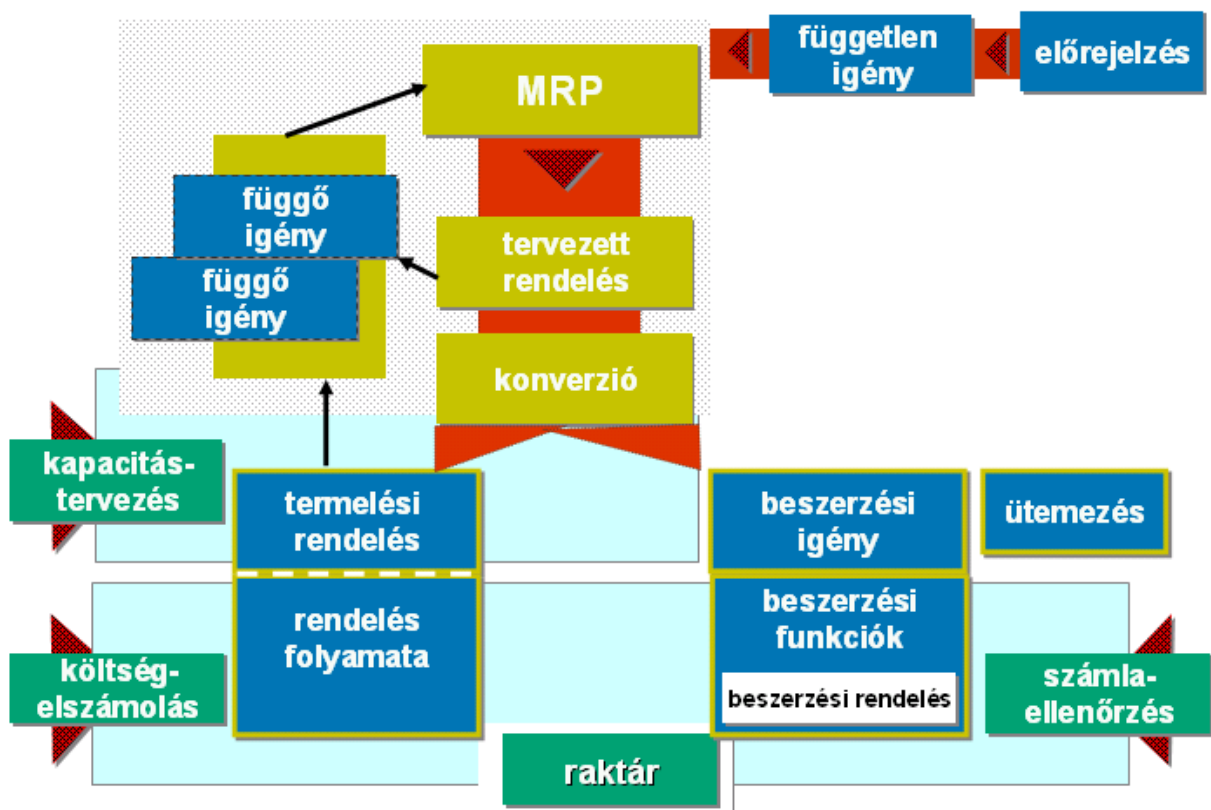 független
igény
előrejelzés
MRP
függő
igény
függő
igény
tervezett
rendelés
konverzió
kapacitás-
tervezés
termelési
rendelés
beszerzési
igény
ütemezés
rendelés
folyamata
beszerzési
funkciók
beszerzési rendelés
költség-
elszámolás
számla-
ellenőrzés
raktár